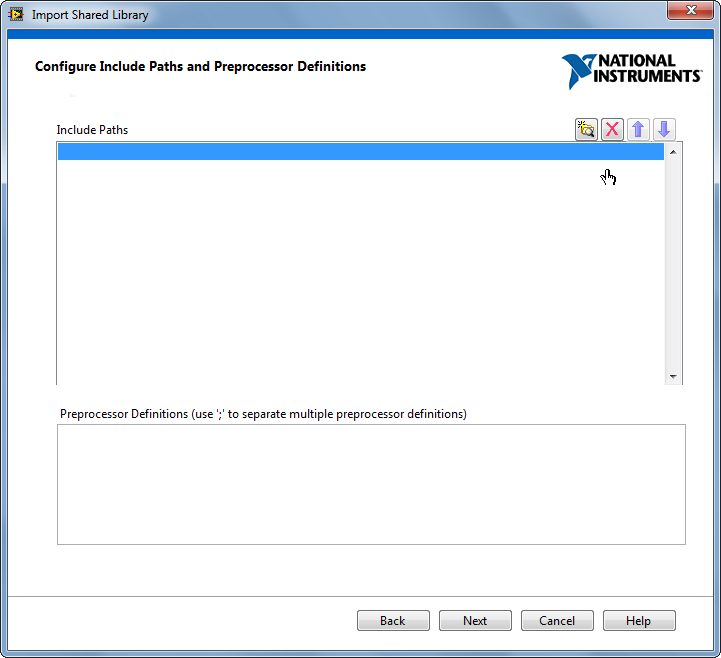 Import Shared Library
Configure Include Paths and Preprocessor Definitions
NATIONAL
INSTRUMENTS
Include Paths
Preprocessor Definitions (use ';' to separate multiple preprocessor definitions)
Back Next Cancel Help